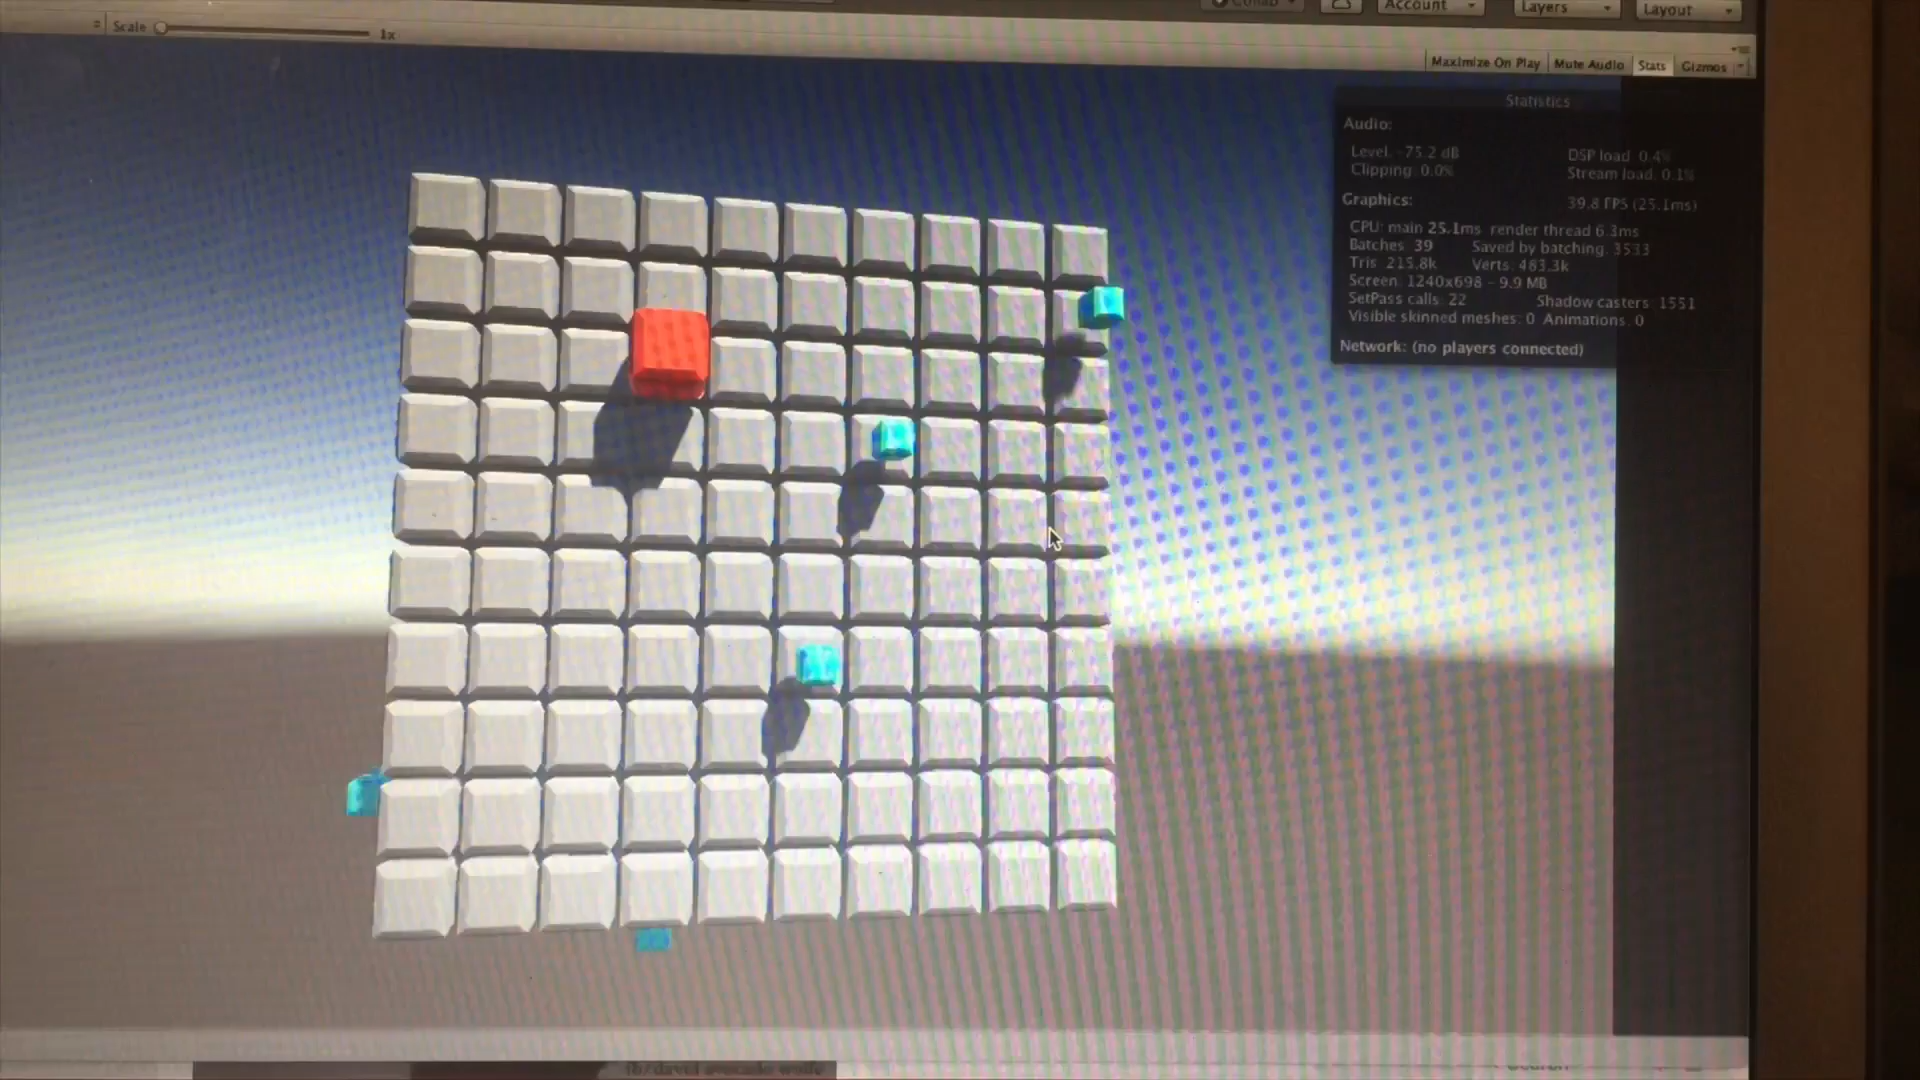 Collab Account Layers Layout
Scale 1x
Maximize On Play Mute Audio Stats Gizmos
Statistics
Audio:
Level: -75.2 dB DSP load: 0.4%
Clipping: 0.0% Stream load: 0.1%
Graphics: 39.8 FPS (25.1ms)
CPU: main 25.1ms render thread 6.3ms
Batches: 39 Saved by batching: 3533
Tris: 215.8k Verts: 463.3k
Screen: 1240x698 - 9.9 MB
SetPass calls: 22 Shadow casters: 1551
Visible skinned meshes: 0 Animations: 0
Network: (no players connected)